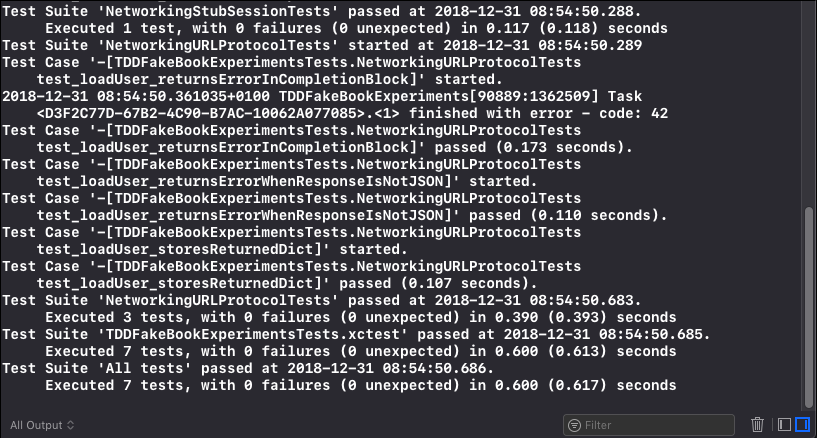 Test Suite 'NetworkingStubSessionTests' passed at 2018-12-31 08:54:50.288.
Executed 1 test, with 0 failures (0 unexpected) in 0.117 (0.118) seconds
Test Suite 'NetworkingURLProtocolTests' started at 2018-12-31 08:54:50.289
Test Case '-[TDDFakeBookExperimentsTests.NetworkingURLProtocolTests
test_loadUser_returnsErrorInCompletionBlock]' started.
2018-12-31 08:54:50.361035+0100 TDDFakeBookExperiments[90889:1362509] Task
<D3F2C77D-67B2-4C90-B7AC-10062A077085>.<1> finished with error - code: 42
Test Case '-[TDDFakeBookExperimentsTests.NetworkingURLProtocolTests
test_loadUser_returnsErrorInCompletionBlock]' passed (0.173 seconds).
Test Case '-[TDDFakeBookExperimentsTests.NetworkingURLProtocolTests
test_loadUser_returnsErrorWhenResponseIsNotJSON]' started.
Test Case '-[TDDFakeBookExperimentsTests.NetworkingURLProtocolTests
test_loadUser_returnsErrorWhenResponseIsNotJSON]' passed (0.110 seconds).
Test Case '-[TDDFakeBookExperimentsTests.NetworkingURLProtocolTests
test_loadUser_storesReturnedDict]' started.
Test Case '-[TDDFakeBookExperimentsTests.NetworkingURLProtocolTests
test_loadUser_storesReturnedDict]' passed (0.107 seconds).
Test Suite 'NetworkingURLProtocolTests' passed at 2018-12-31 08:54:50.683.
Executed 3 tests, with 0 failures (0 unexpected) in 0.390 (0.393) seconds
Test Suite 'TDDFakeBookExperimentsTests.xctest' passed at 2018-12-31 08:54:50.685.
Executed 7 tests, with 0 failures (0 unexpected) in 0.600 (0.613) seconds
Test Suite 'All tests' passed at 2018-12-31 08:54:50.686.
Executed 7 tests, with 0 failures (0 unexpected) in 0.600 (0.617) seconds
All Output
Filter